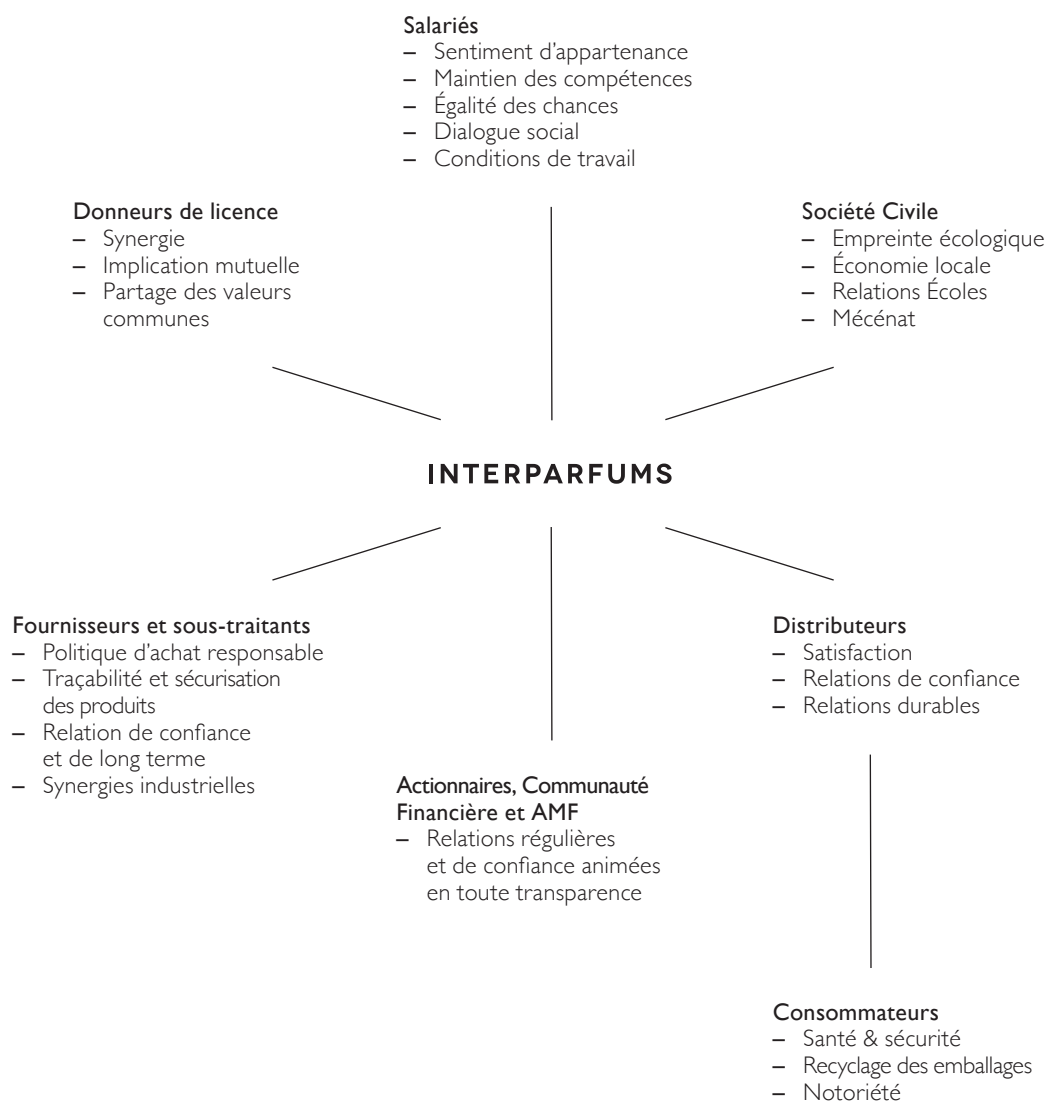 Salariés
– Sentiment d'appartenance
– Maintien des compétences
– Égalité des chances
– Dialogue social
– Conditions de travail
Donneurs de licence
– Synergie
– Implication mutuelle
– Partage des valeurs
communes
Société Civile
– Empreinte écologique
– Économie locale
– Relations Écoles
– Mécénat
INTERPARFUMS
Fournisseurs et sous-traitants
– Politique d'achat responsable
– Traçabilité et sécurisation
des produits
– Relation de confiance
et de long terme
– Synergies industrielles
Actionnaires, Communauté
Financière et AMF
– Relations régulières
et de confiance animées
en toute transparence
Distributeurs
– Satisfaction
– Relations de confiance
– Relations durables
Consommateurs
– Santé & sécurité
– Recyclage des emballages
– Notoriété